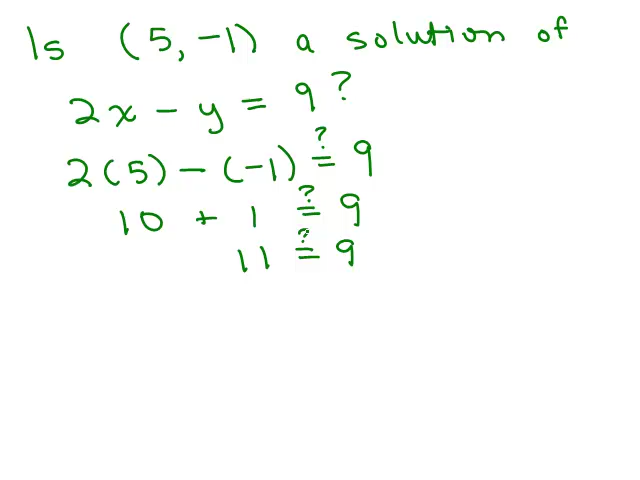 Is (5, -1) a solution of
2x - y = 9?
2(5) - (-1) ≟ 9
10 + 1 ≟ 9
11 ≟ 9